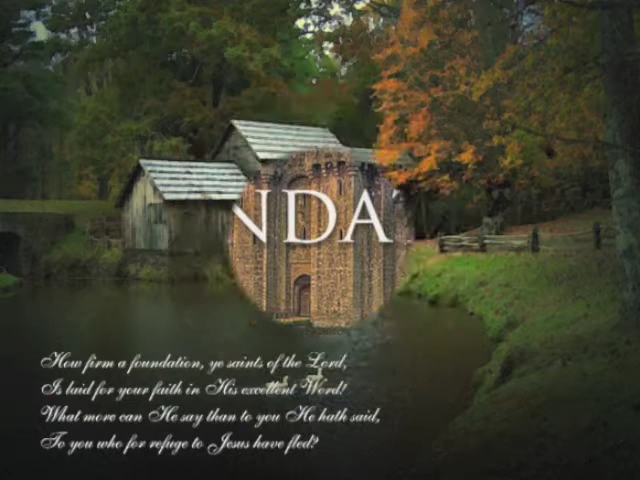 NDA
How firm a foundation, ye saints of the Lord,
Is laid for your faith in His excellent Word!
What more can He say than to you He hath said,
To you who for refuge to Jesus have fled?